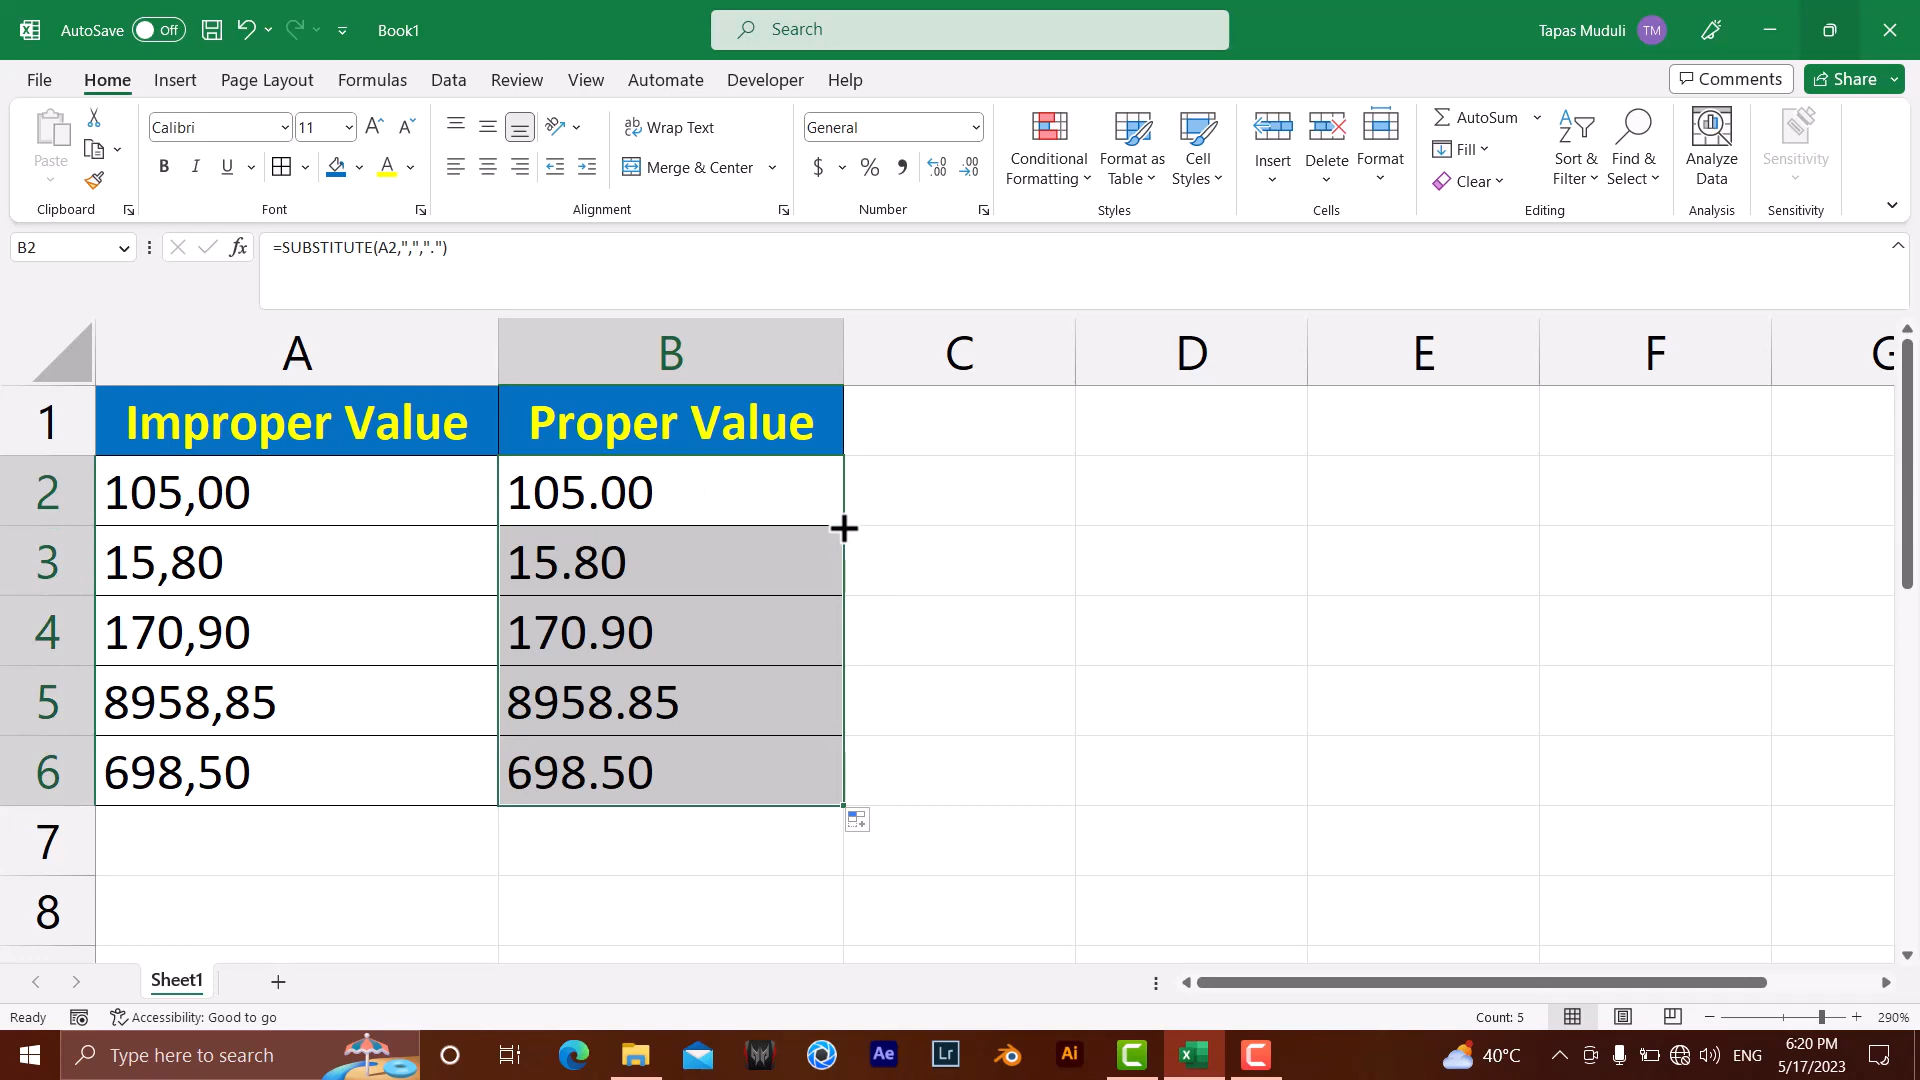 AutoSave Off Book1 Search Tapas Muduli TM
File Home Insert Page Layout Formulas Data Review View Automate Developer Help Comments Share
Paste
Clipboard
Calibri 11
B I U A
Font
Wrap Text
Merge & Center
Alignment
General
$ % 9
Number
Conditional Formatting
Format as Table
Cell Styles
Styles
Insert Delete Format
Cells
AutoSum
Fill
Clear
Sort & Filter
Find & Select
Editing
Analyze Data
Analysis
Sensitivity
Sensitivity
B2 fx =SUBSTITUTE(A2,",",".")
A B C D E F G
1 Improper Value Proper Value
2 105,00 105.00
3 15,80 15.80
4 170,90 170.90
5 8958,85 8958.85
6 698,50 698.50
7
8
Sheet1
Ready Accessibility: Good to go Count: 5 290%
Type here to search Ae Lr Ai 40°C ENG 6:20 PM
5/17/2023